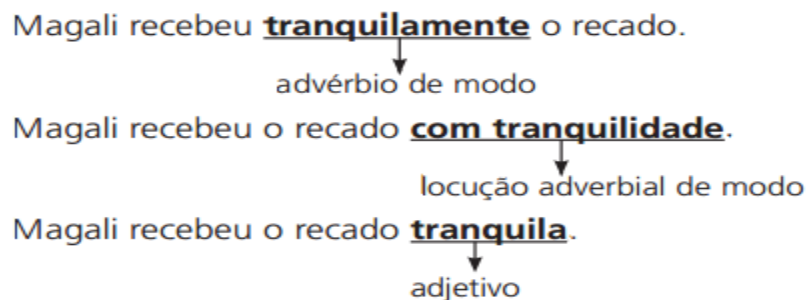 Magali recebeu tranquilamente o recado.
advérbio de modo
Magali recebeu o recado com tranquilidade.
locução adverbial de modo
Magali recebeu o recado tranquila.
adjetivo